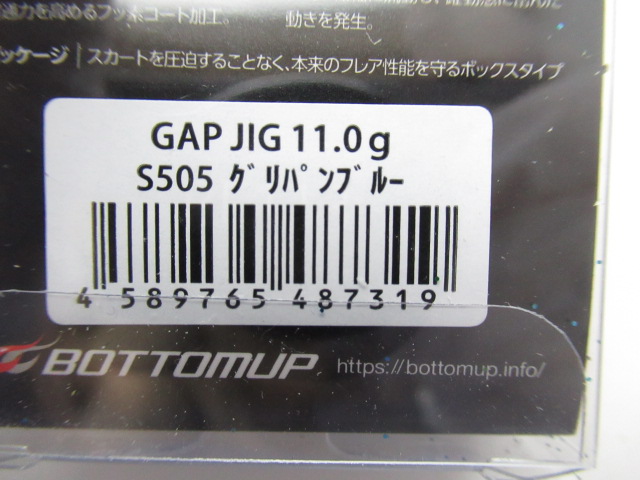 力を高めるフッ素コート加工。
動きを発生。
パッケージ | スカートを圧迫することなく、本来のフレア性能を守るボックスタイプ
GAP JIG 11.0g
S505 ｸﾞﾘﾊﾟﾝﾌﾞﾙｰ
4 589765 487319
BOTTOMUP
https://bottomup.info/